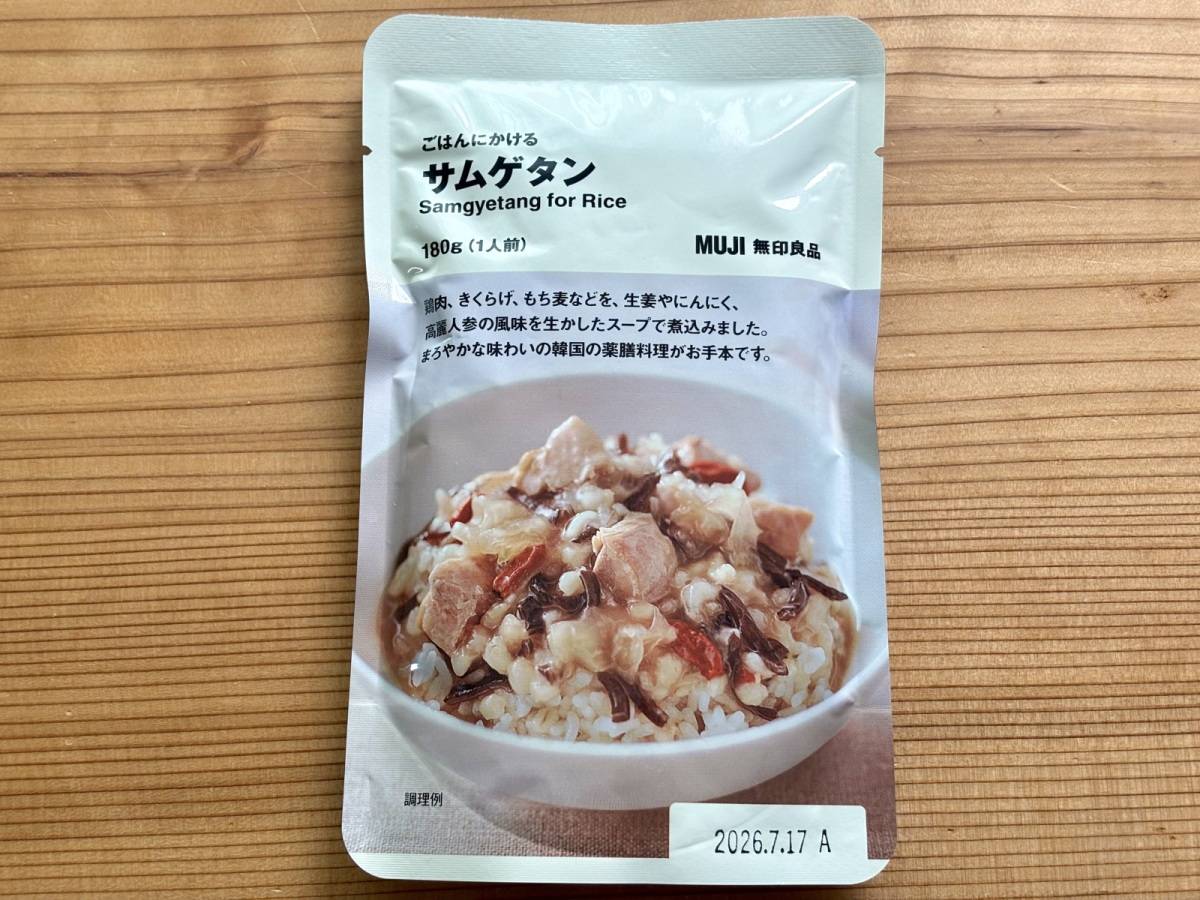 ごはんにかける
サムゲタン
Samgyetang for Rice
180g（1人前）
MUJI 無印良品
鶏肉、きくらげ、もち麦などを、生姜やにんにく、
高麗人参の風味を生かしたスープで煮込みました。
まろやかな味わいの韓国の薬膳料理がお手本です。
調理例
2026.7.17 A